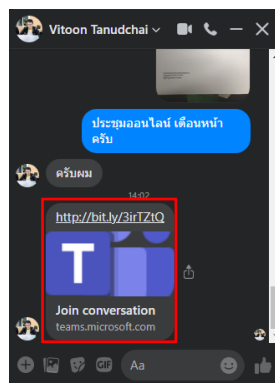 Vitoon Tanudchai
ประชุมออนไลน์ เดือนหน้า
ครับ
ครับผม
14:02
http://bit.ly/3irTZtQ
T
Join conversation
teams.microsoft.com
GIF
Aa